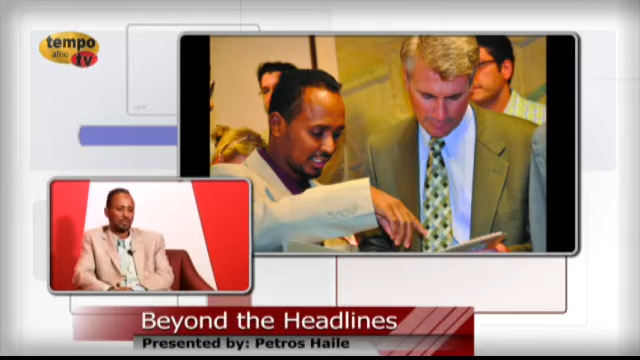 tempo
afric
tv
Beyond the Headlines
Presented by: Petros Haile